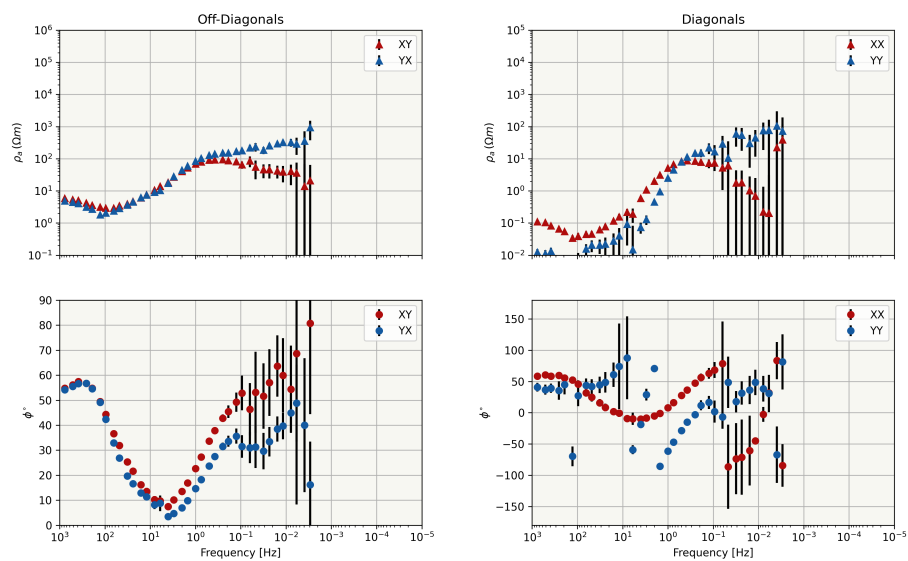 Off-Diagonals
ρₐ (Ωm)
10⁶
10⁵
10⁴
10³
10²
10¹
10⁰
10⁻¹
XY
YX
Diagonals
ρₐ (Ωm)
10⁵
10⁴
10³
10²
10¹
10⁰
10⁻¹
10⁻²
XX
YY
ϕ°
90
80
70
60
50
40
30
20
10
0
XY
YX
10³ 10² 10¹ 10⁰ 10⁻¹ 10⁻² 10⁻³ 10⁻⁴ 10⁻⁵
Frequency [Hz]
ϕ°
150
100
50
0
−50
−100
−150
XX
YY
10³ 10² 10¹ 10⁰ 10⁻¹ 10⁻² 10⁻³ 10⁻⁴ 10⁻⁵
Frequency [Hz]